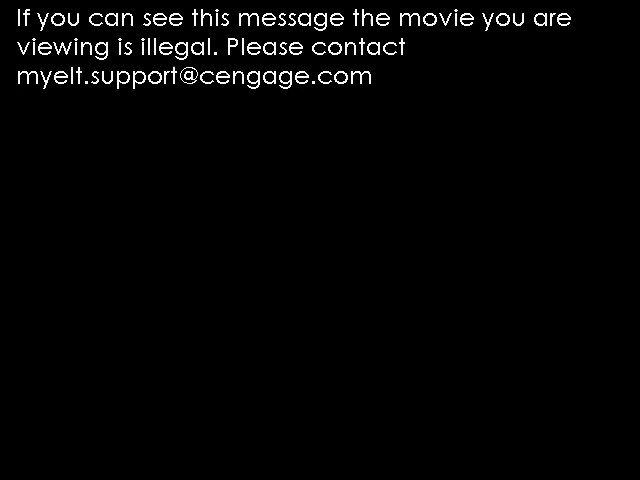 If you can see this message the movie you are
viewing is illegal. Please contact
myelt.support@cengage.com